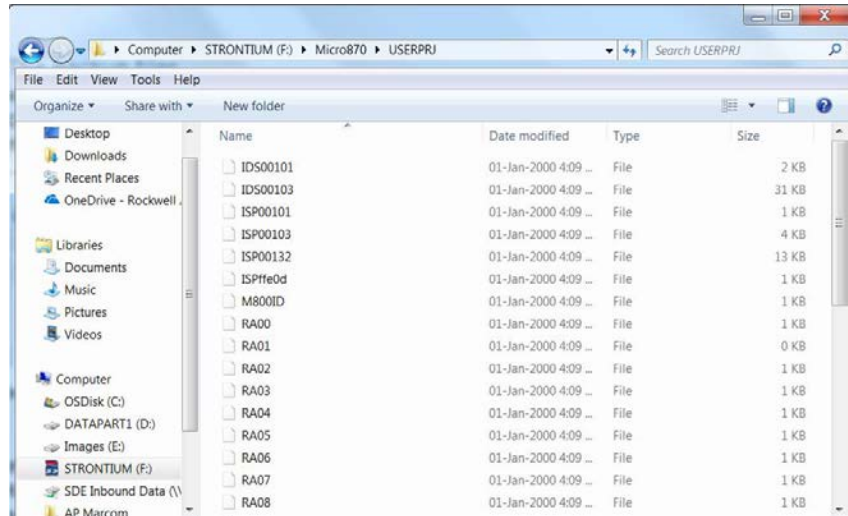 Computer ▸ STRONTIUM (F:) ▸ Micro870 ▸ USERPRJ
Search USERPRJ
File Edit View Tools Help
Organize Share with New folder
Name Date modified Type Size
Desktop
Downloads
Recent Places
OneDrive - Rockwell
Libraries
Documents
Music
Pictures
Videos
Computer
OSDisk (C:)
DATAPART1 (D:)
Images (E:)
STRONTIUM (F:)
SDE Inbound Data (\\
AP Marcom
IDS00101 01-Jan-2000 4:09 ... File 2 KB
IDS00103 01-Jan-2000 4:09 ... File 31 KB
ISP00101 01-Jan-2000 4:09 ... File 1 KB
ISP00103 01-Jan-2000 4:09 ... File 4 KB
ISP00132 01-Jan-2000 4:09 ... File 13 KB
ISPffe0d 01-Jan-2000 4:09 ... File 1 KB
M800ID 01-Jan-2000 4:09 ... File 1 KB
RA00 01-Jan-2000 4:09 ... File 1 KB
RA01 01-Jan-2000 4:09 ... File 0 KB
RA02 01-Jan-2000 4:09 ... File 1 KB
RA03 01-Jan-2000 4:09 ... File 1 KB
RA04 01-Jan-2000 4:09 ... File 1 KB
RA05 01-Jan-2000 4:09 ... File 1 KB
RA06 01-Jan-2000 4:09 ... File 1 KB
RA07 01-Jan-2000 4:09 ... File 1 KB
RA08 01-Jan-2000 4:09 ... File 1 KB